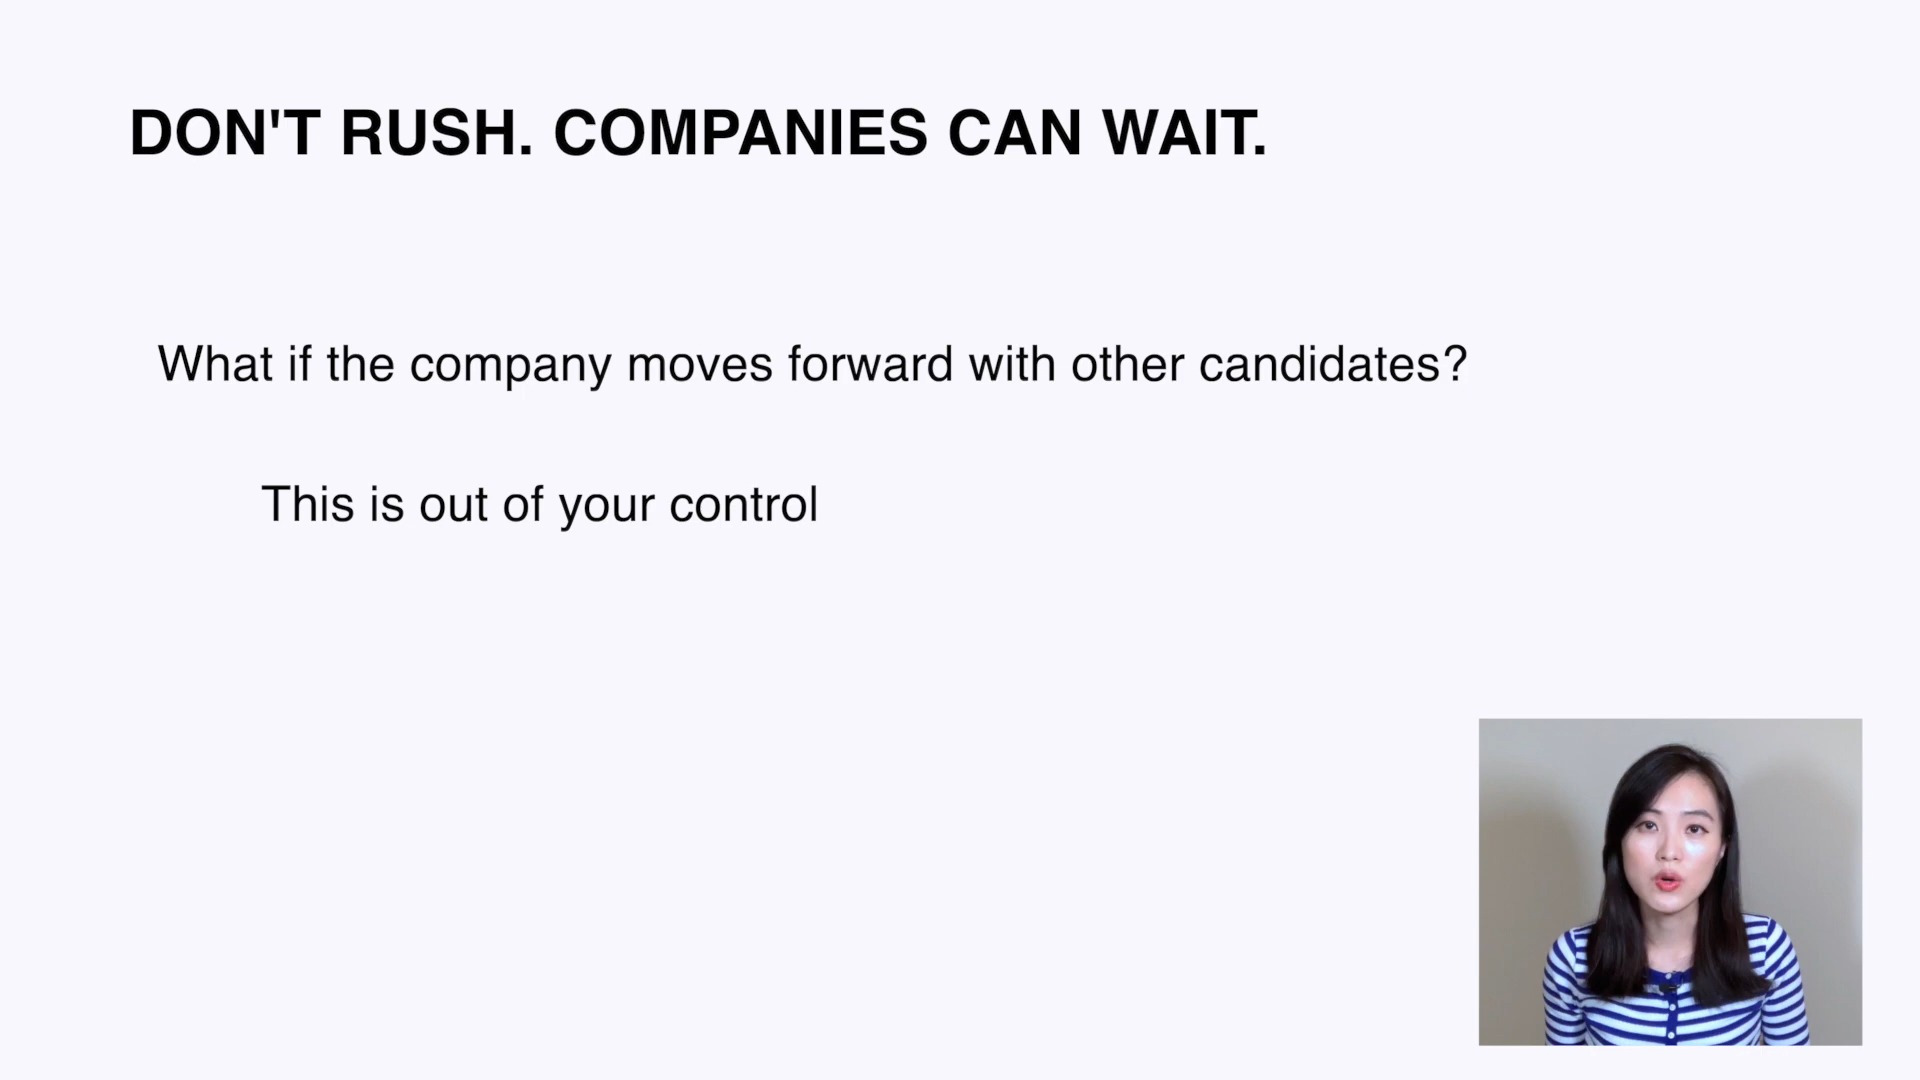 DON'T RUSH. COMPANIES CAN WAIT.
What if the company moves forward with other candidates?
This is out of your control